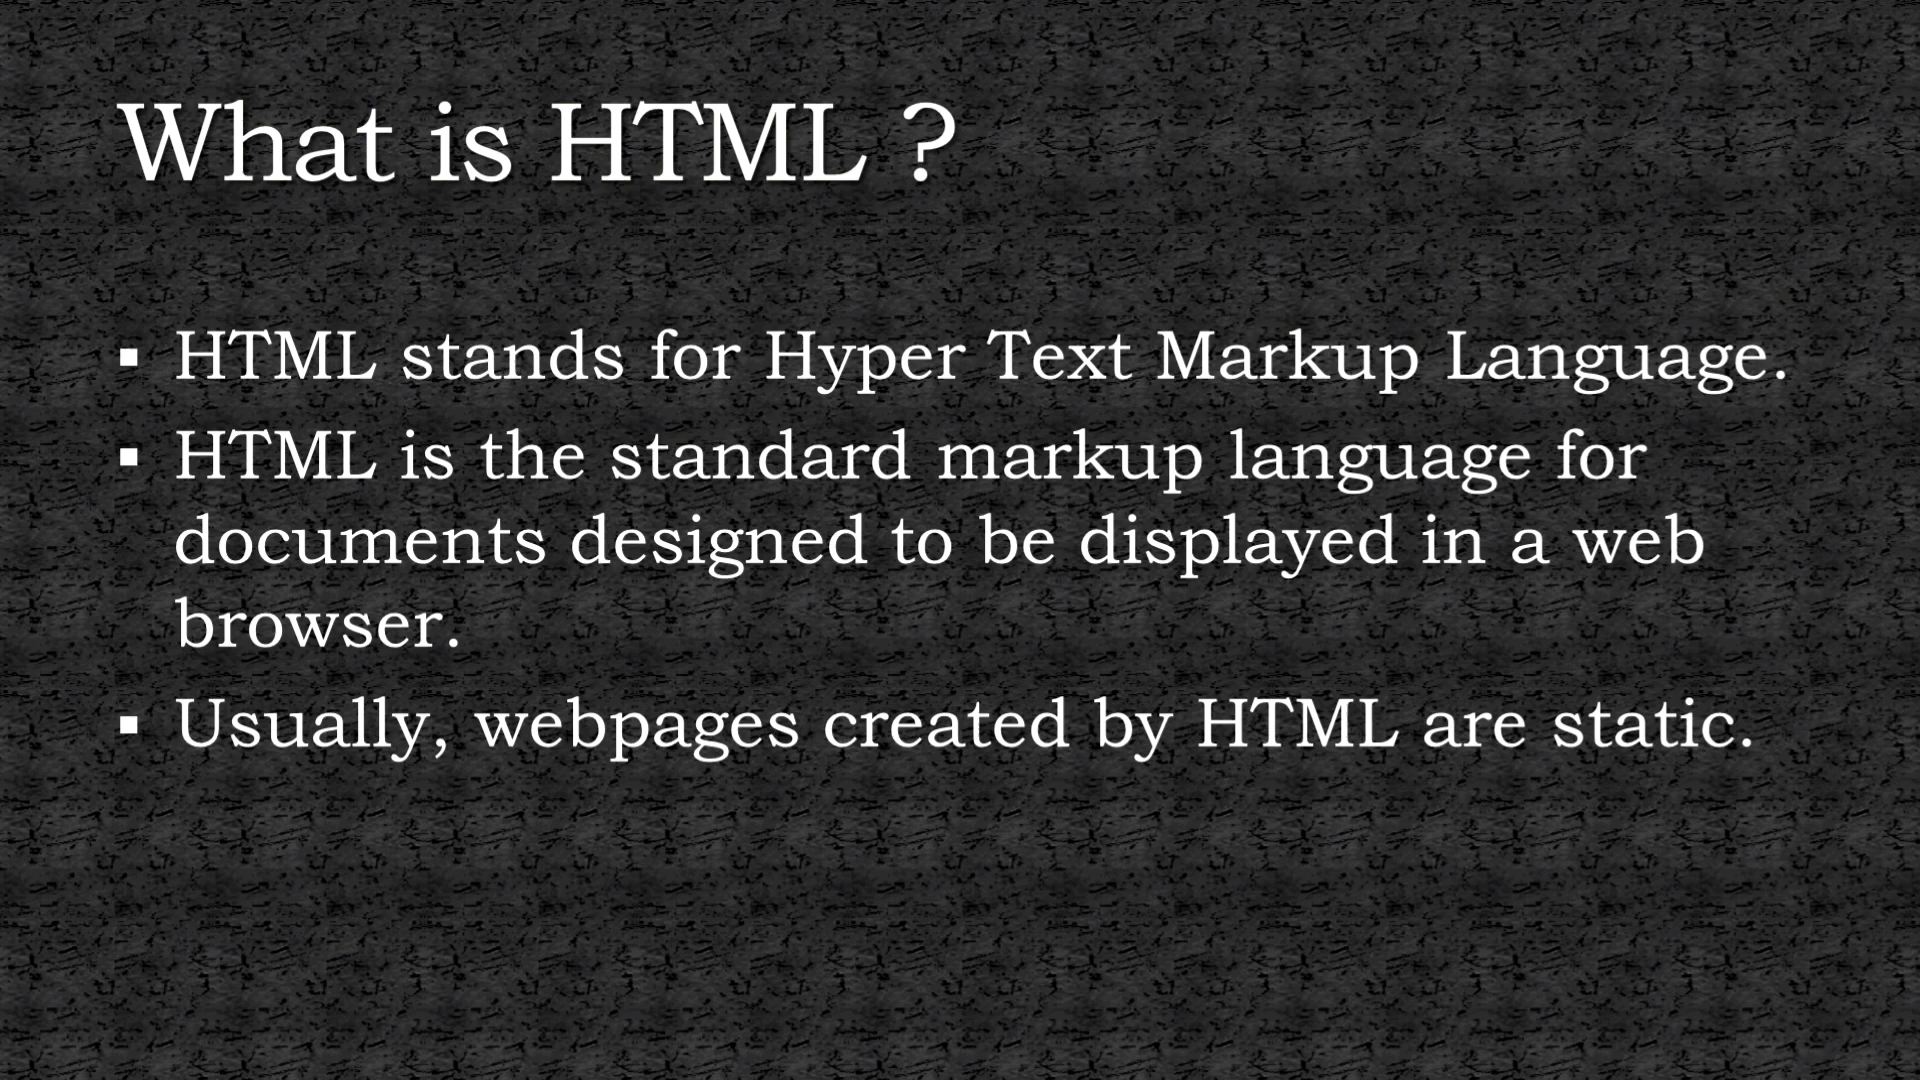 What is HTML ?
▪ HTML stands for Hyper Text Markup Language.
▪ HTML is the standard markup language for
documents designed to be displayed in a web
browser.
▪ Usually, webpages created by HTML are static.